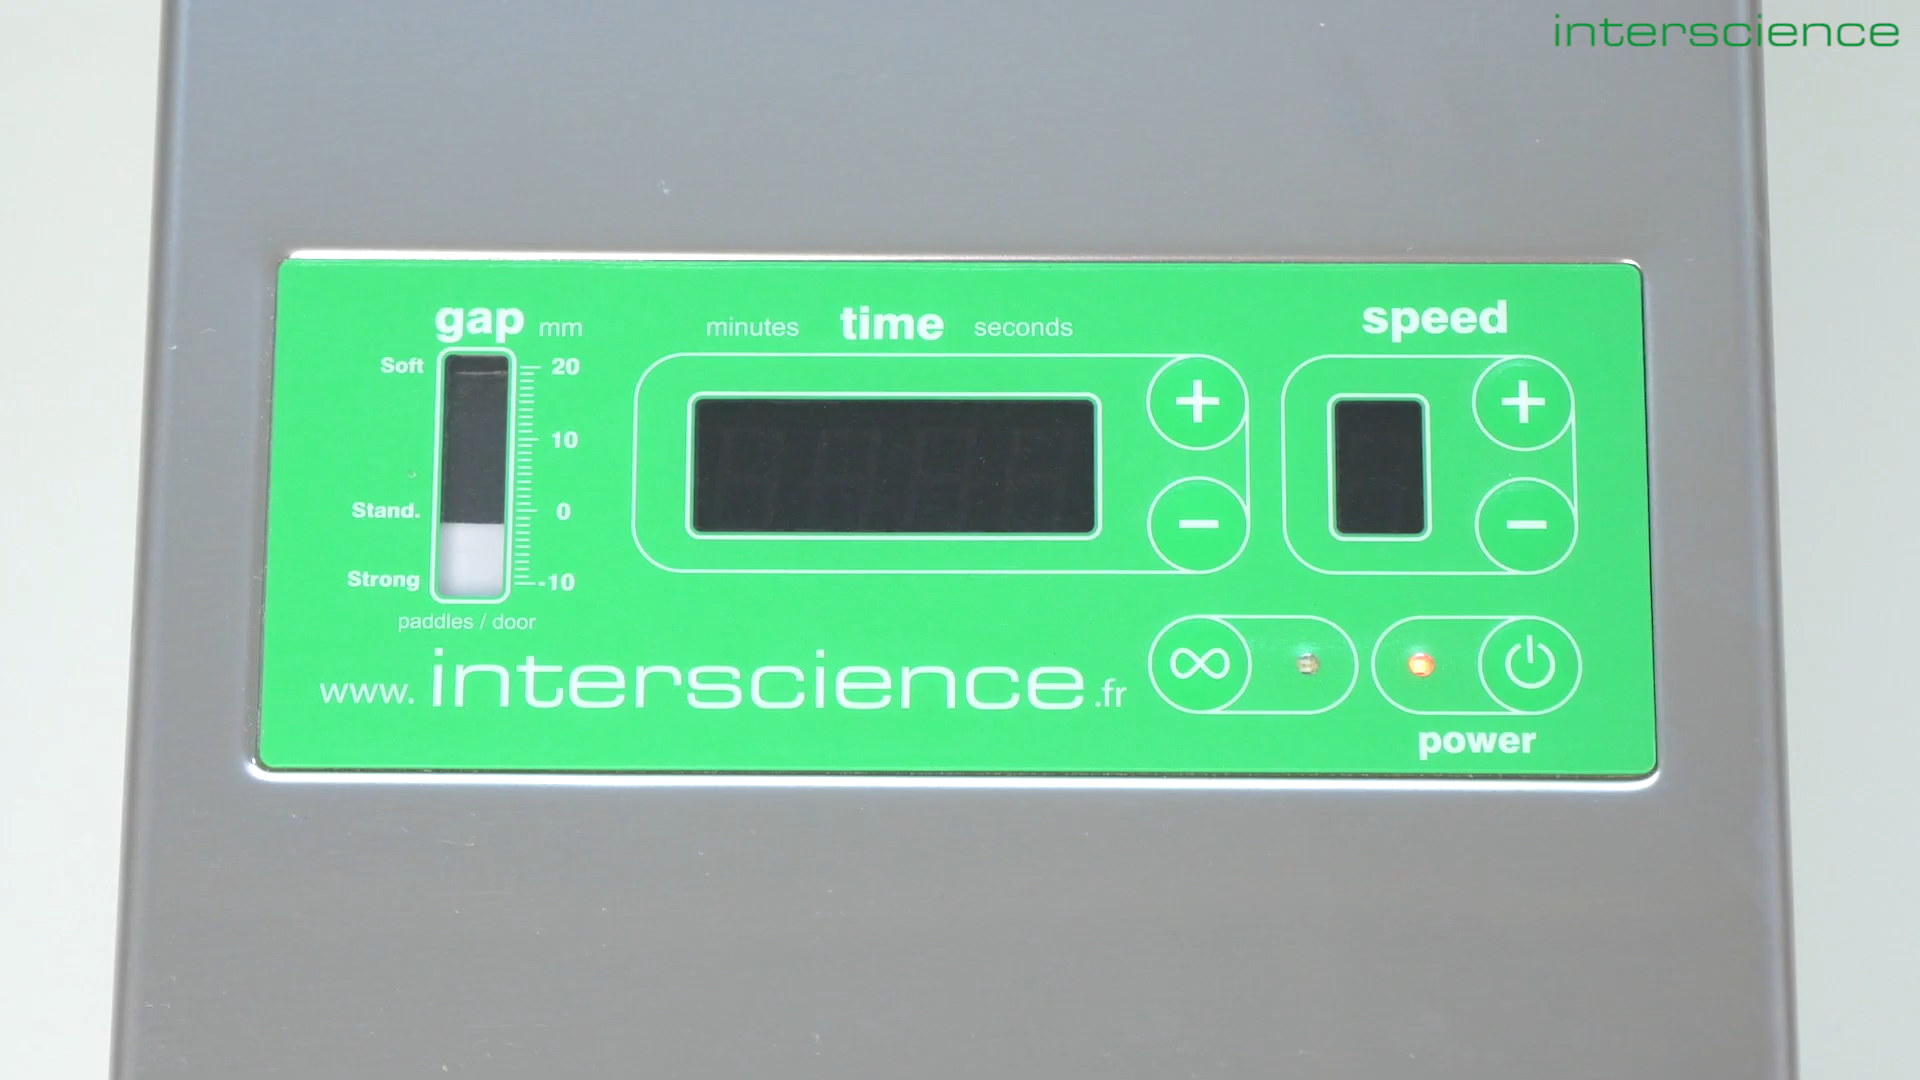 interscience
gap mm
minutes time seconds
speed
Soft 20
10
Stand. 0
Strong -10
paddles / door
+
−
+
−
www.interscience.fr
∞
power